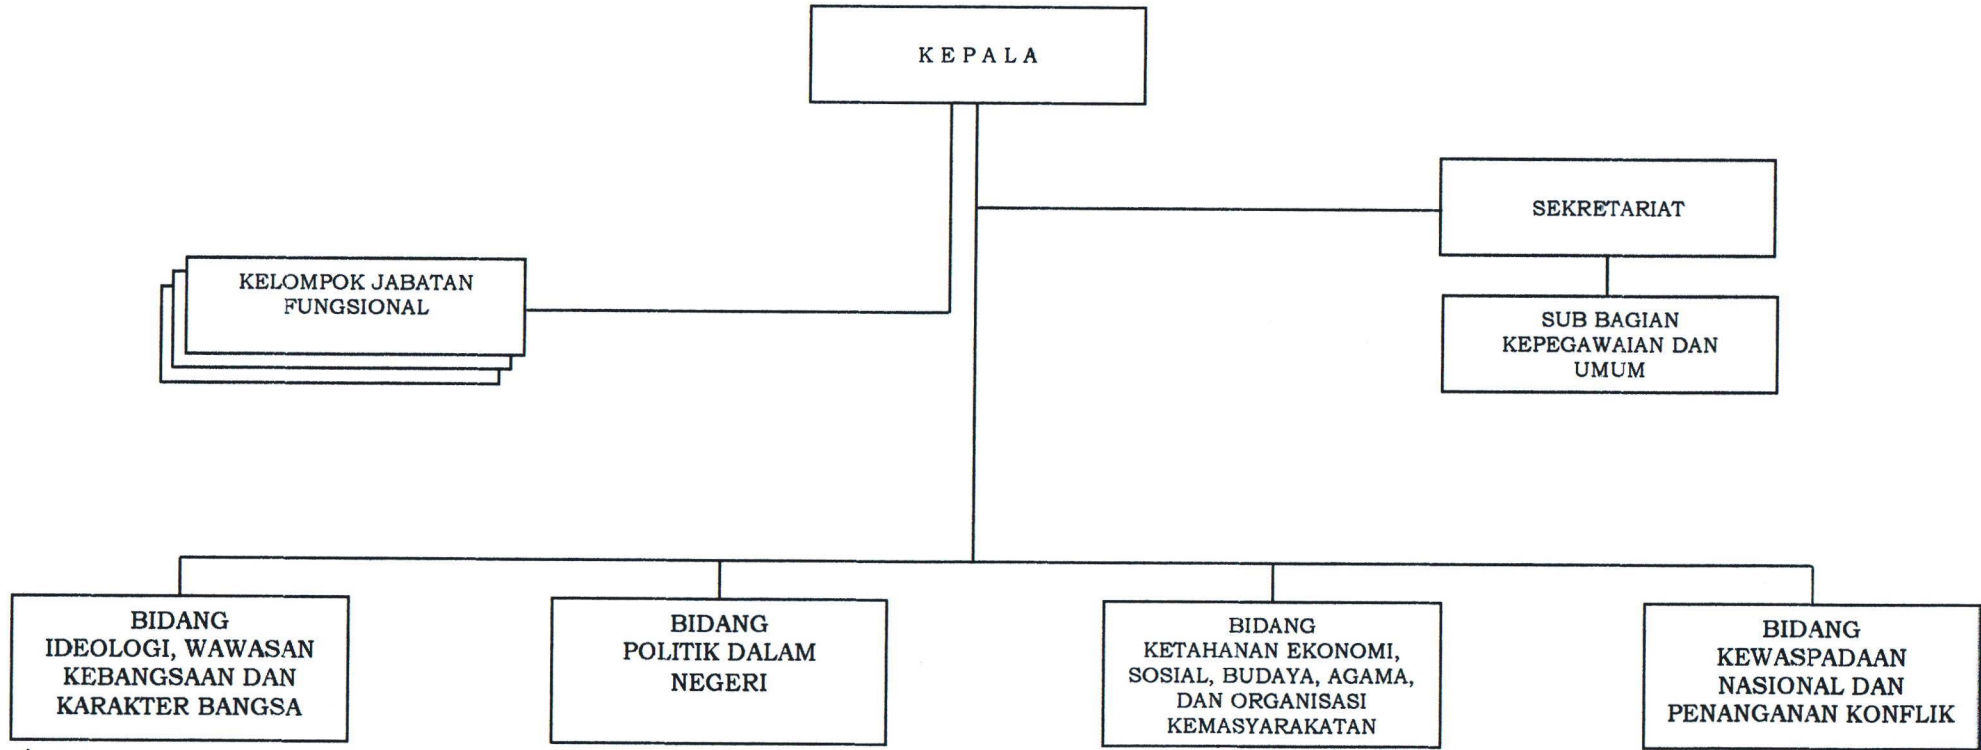 K E P A L A
SEKRETARIAT
KELOMPOK JABATAN
FUNGSIONAL
SUB BAGIAN
KEPEGAWAIAN DAN
UMUM
BIDANG
IDEOLOGI, WAWASAN
KEBANGSAAN DAN
KARAKTER BANGSA
BIDANG
POLITIK DALAM
NEGERI
BIDANG
KETAHANAN EKONOMI,
SOSIAL, BUDAYA, AGAMA,
DAN ORGANISASI
KEMASYARAKATAN
BIDANG
KEWASPADAAN
NASIONAL DAN
PENANGANAN KONFLIK